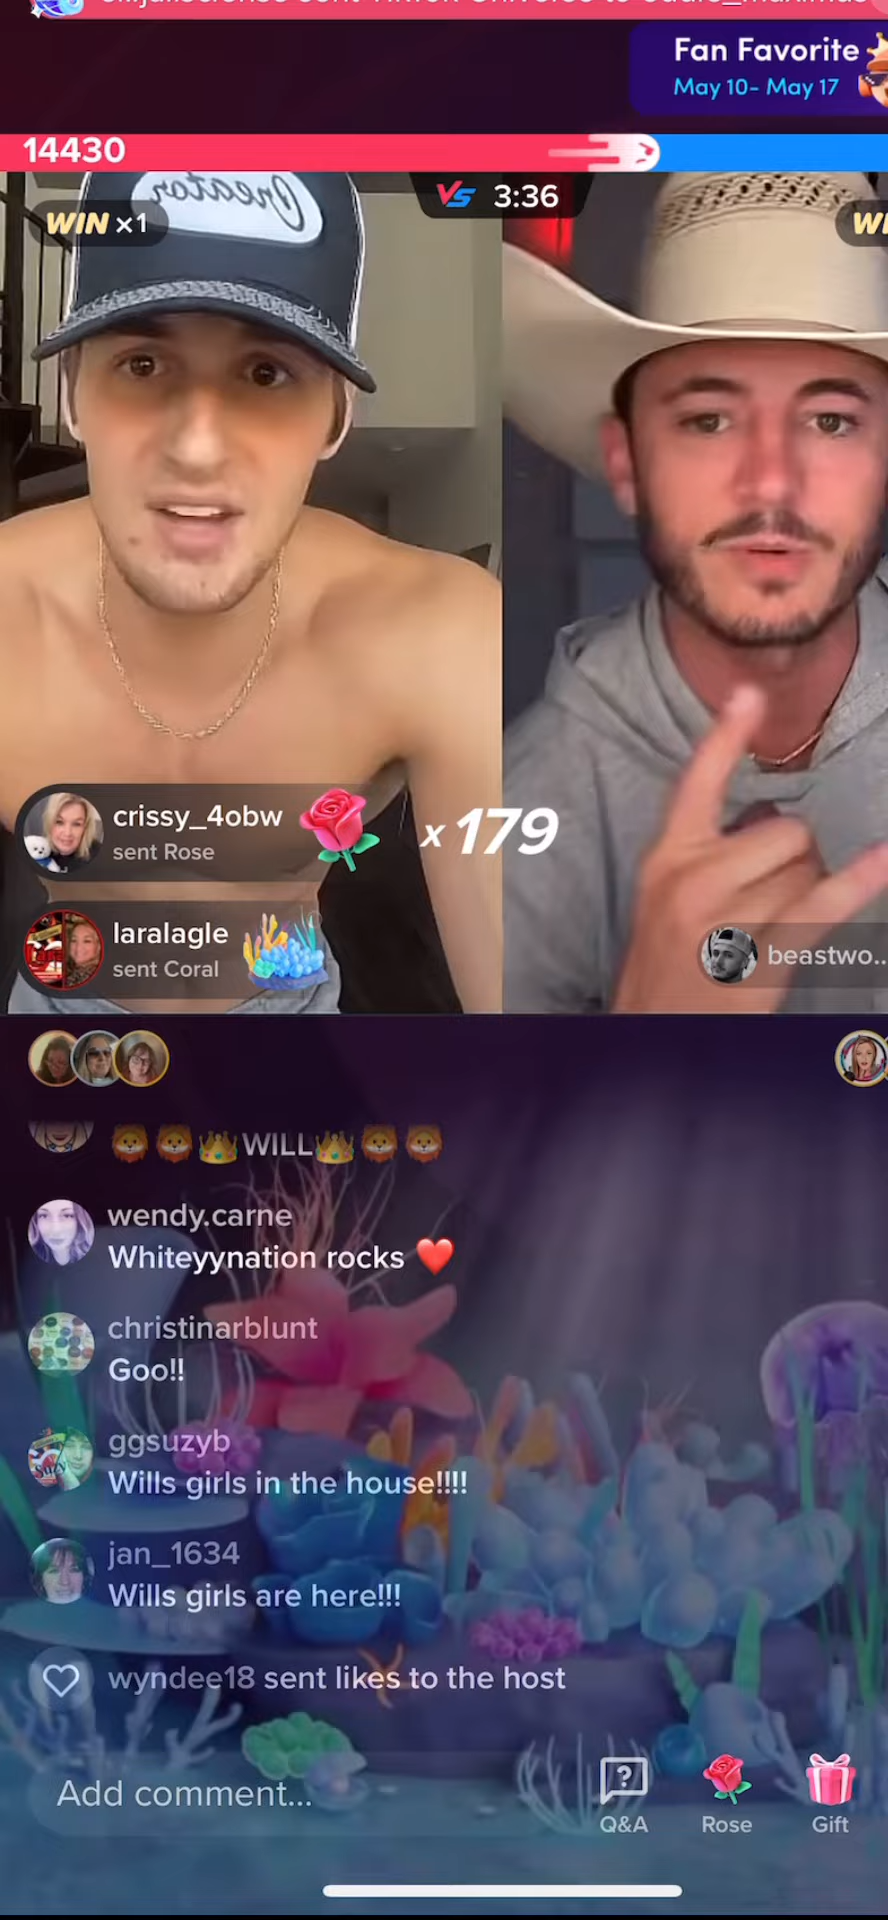 Fan Favorite
May 10- May 17
14430
WIN x1
VS 3:36
Creator
crissy_4obw
sent Rose
x 179
laralagle
sent Coral
beastwo..
WILL
wendy.carne
Whiteyynation rocks ❤️
christinarblunt
Goo!!
ggsuzyb
Wills girls in the house!!!!
jan_1634
Wills girls are here!!!
wyndee18 sent likes to the host
Add comment...
Q&A
Rose
Gift